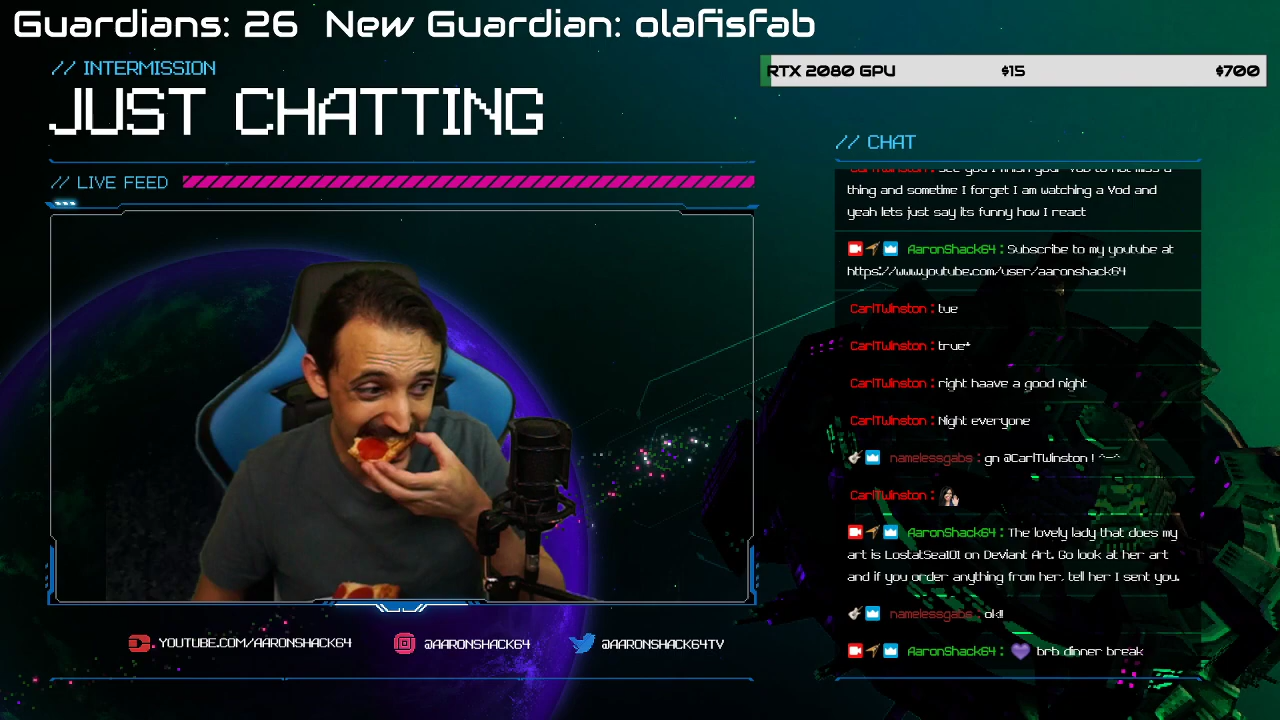 Guardians: 26 New Guardian: olafisfab
// INTERMISSION
JUST CHATTING
RTX 2080 GPU $15 $700
// LIVE FEED
// CHAT
thing and sometime I forget I am watching a Vod and
yeah lets just say Its funny how I react
AaronShack64 : Subscribe to my youtube at
https://www.youtube.com/user/aaronshack64
CarlTWinston : tue
CarlTWinston : true*
CarlTWinston : right haave a good night
CarlTWinston : Night everyone
namelessgabs : gn @CarlTWinston ! ^-^
CarlTWinston :
AaronShack64 : The lovely lady that does my
art is LostatSea101 on Deviant Art. Go look at her art
and if you order anything from her, tell her I sent you.
namelessgabs : ok!!
AaronShack64 : brb dinner break
YOUTUBE.COM/AARONSHACK64 @AARONSHACK64 @AARONSHACK64TV